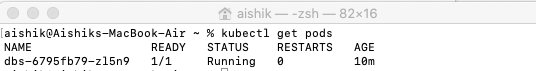 aishik — -zsh — 82×16
[aishik@Aishiks-MacBook-Air ~ % kubectl get pods
NAME READY STATUS RESTARTS AGE
dbs-6795fb79-zl5n9 1/1 Running 0 10m